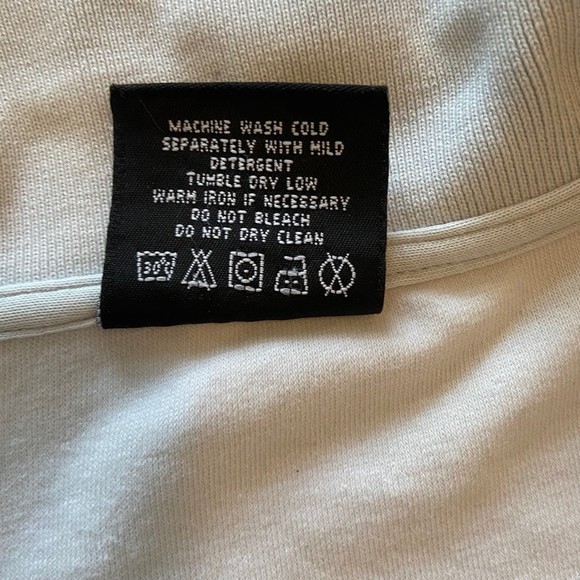 MACHINE WASH COLD
SEPARATELY WITH MILD
DETERGENT
TUMBLE DRY LOW
WARM IRON IF NECESSARY
DO NOT BLEACH
DO NOT DRY CLEAN
30°